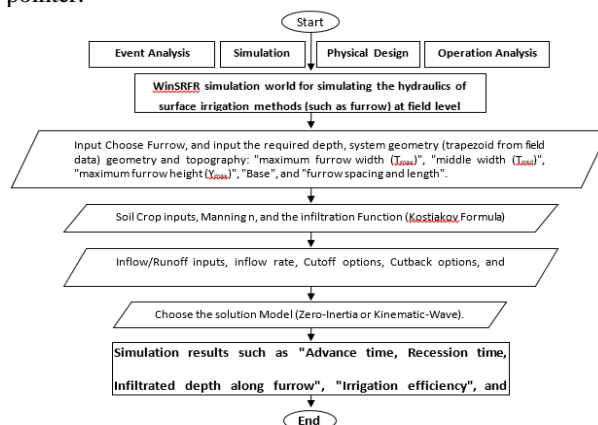 pointer.
Start
Event Analysis
Simulation
Physical Design
Operation Analysis
WinSRFR simulation world for simulating the hydraulics of
surface irrigation methods (such as furrow) at field level
Input Choose Furrow, and input the required depth, system geometry (trapezoid from field
data) geometry and topography: "maximum furrow width (Tmax)", "middle width (Tmid)",
"maximum furrow height (Ymax)", "Base", and "furrow spacing and length".
Soil Crop inputs, Manning n, and the infiltration Function (Kostiakov Formula)
Inflow/Runoff inputs, inflow rate, Cutoff options, Cutback options, and
Choose the solution Model (Zero-Inertia or Kinematic-Wave).
Simulation results such as "Advance time, Recession time,
Infiltrated depth along furrow", "Irrigation efficiency", and
End